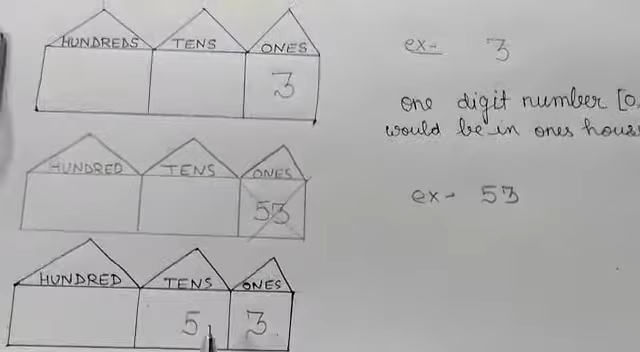 HUNDREDS TENS ONES
3
ex- 3
one digit number [0
would be in ones hous
HUNDRED TENS ONES
53
ex- 53
HUNDRED TENS ONES
5 3